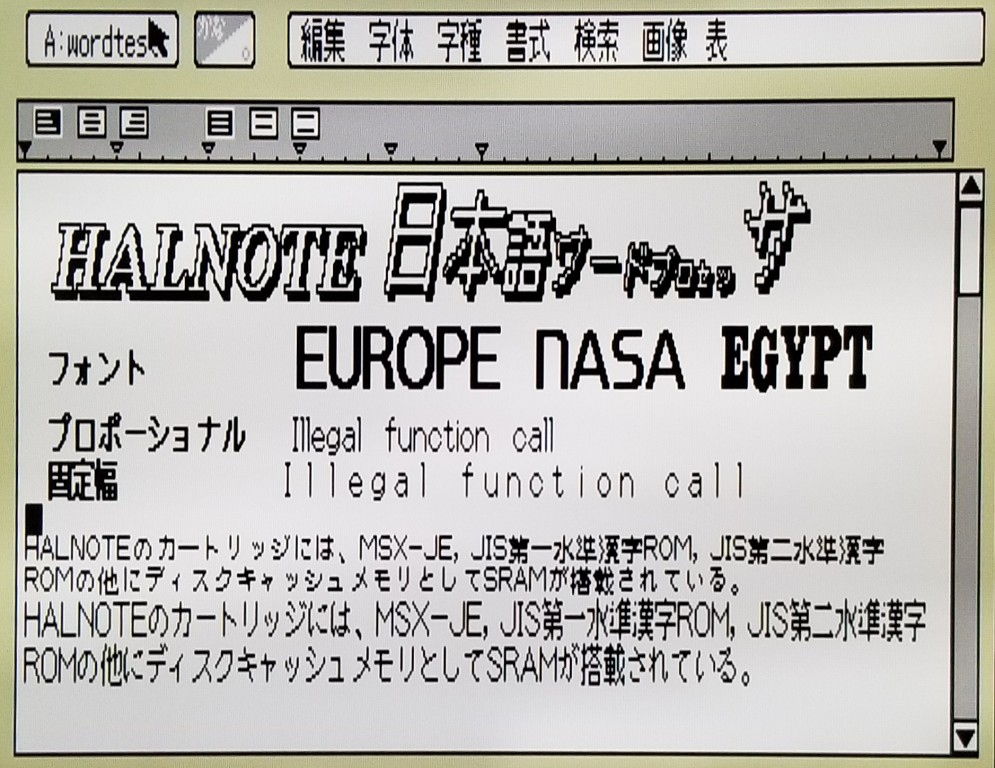 A:wordtes
かな
編集 字体 字種 書式 検索 画像 表
HALNOTE 日本語ワードプロセッサ
フォント EUROPE NASA EGYPT
プロポーショナル Illegal function call
固定幅 Illegal function call
HALNOTEのカートリッジには、MSX-JE, JIS第一水準漢字ROM, JIS第二水準漢字
ROMの他にディスクキャッシュメモリとしてSRAMが搭載されている。
HALNOTEのカートリッジには、MSX-JE, JIS第一水準漢字ROM, JIS第二水準漢字
ROMの他にディスクキャッシュメモリとしてSRAMが搭載されている。